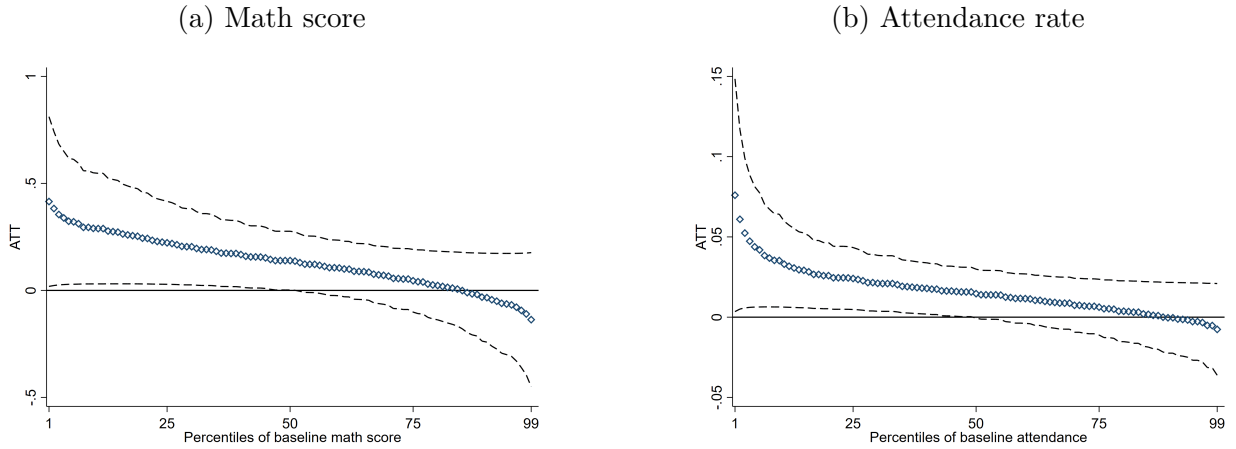 (a) Math score
1
.5
0
-.5
ATT
1 25 50 75 99
Percentiles of baseline math score
(b) Attendance rate
.15
.1
.05
0
-.05
ATT
1 25 50 75 99
Percentiles of baseline attendance